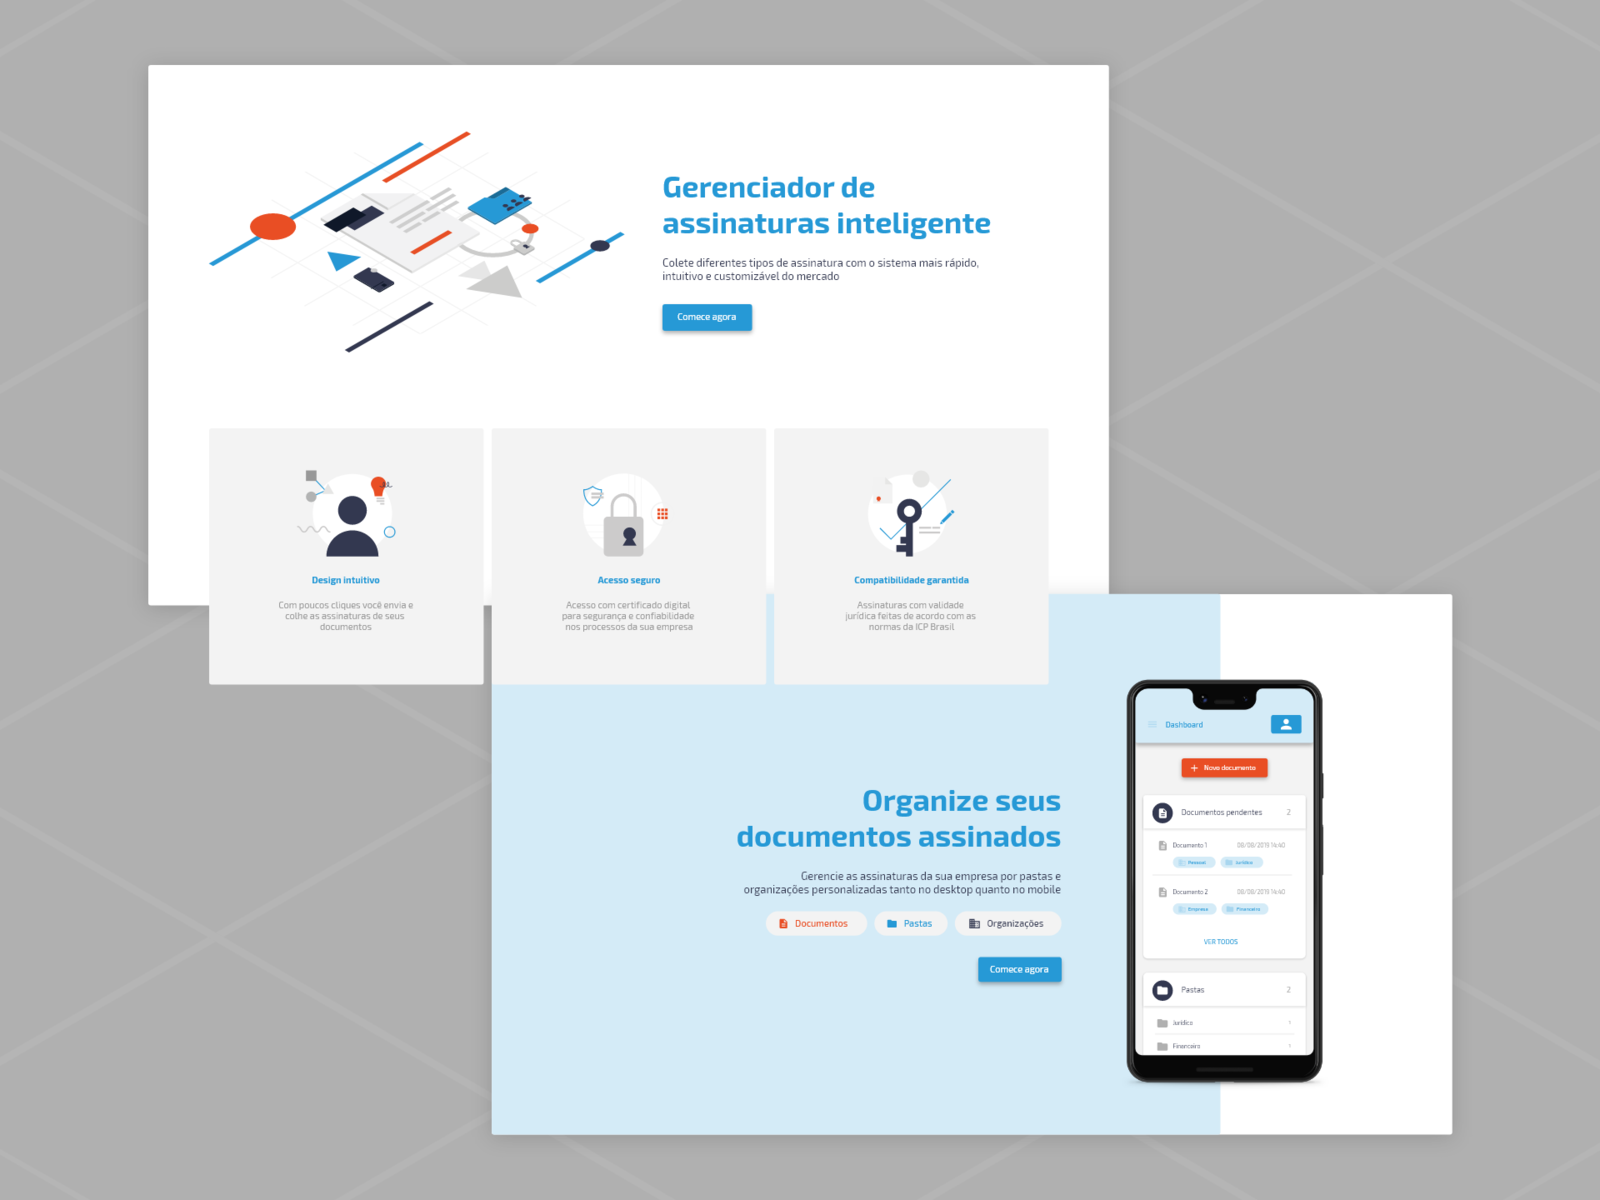 Gerenciador de
assinaturas inteligente
Colete diferentes tipos de assinatura com o sistema mais rápido,
intuitivo e customizável do mercado
Comece agora
Design intuitivo
Com poucos cliques você envia e
colhe as assinaturas de seus
documentos
Acesso seguro
Acesso com certificado digital
para segurança e confiabilidade
nos processos da sua empresa
Compatibilidade garantida
Assinaturas com validade
jurídica feitas de acordo com as
normas da ICP Brasil
Organize seus
documentos assinados
Gerencie as assinaturas da sua empresa por pastas e
organizações personalizadas tanto no desktop quanto no mobile
Documentos Pastas Organizações
Comece agora
Dashboard
+ Novo documento
Documentos pendentes 2
Documento 1 08/08/2019 14:40
Pessoal Jurídico
Documento 2 08/08/2019 14:40
Empresa Financeiro
VER TODOS
Pastas 2
Jurídico 1
Financeiro 1